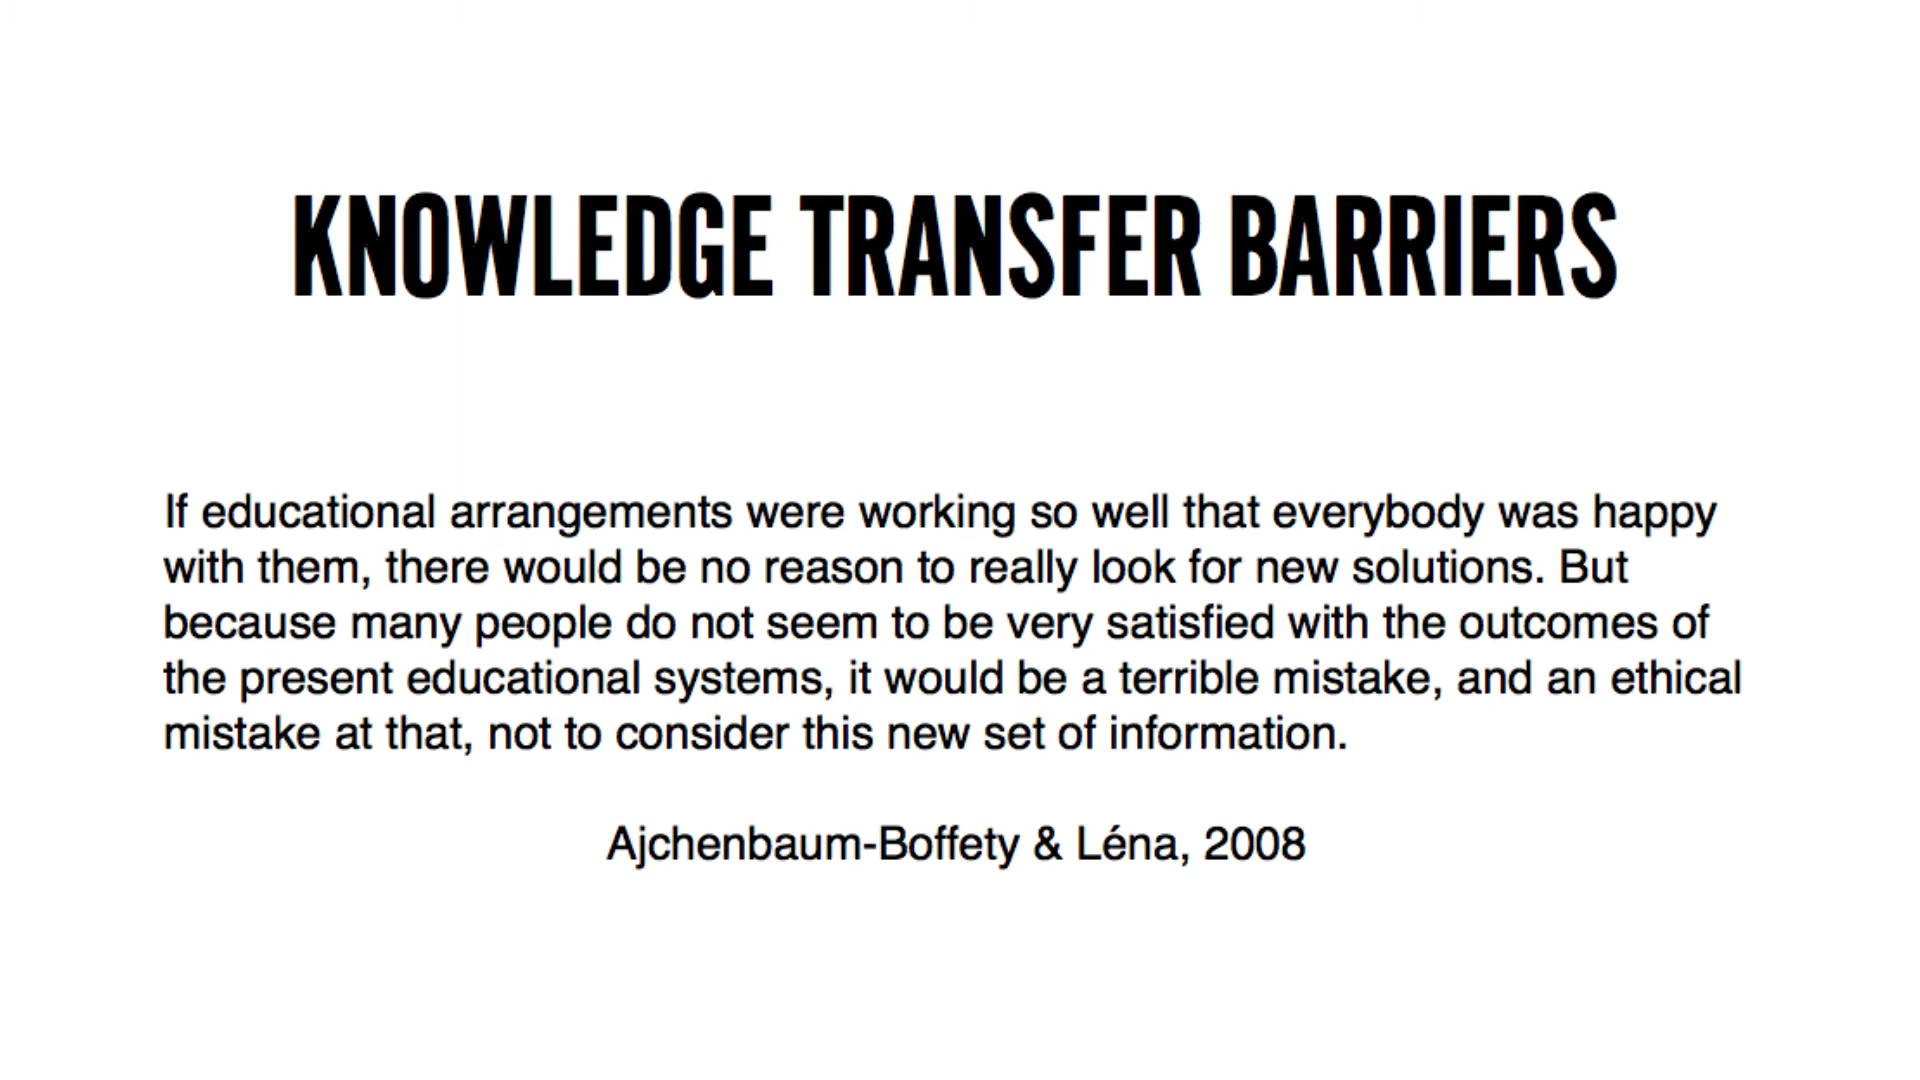 KNOWLEDGE TRANSFER BARRIERS
If educational arrangements were working so well that everybody was happy
with them, there would be no reason to really look for new solutions. But
because many people do not seem to be very satisfied with the outcomes of
the present educational systems, it would be a terrible mistake, and an ethical
mistake at that, not to consider this new set of information.
Ajchenbaum-Boffety & Léna, 2008